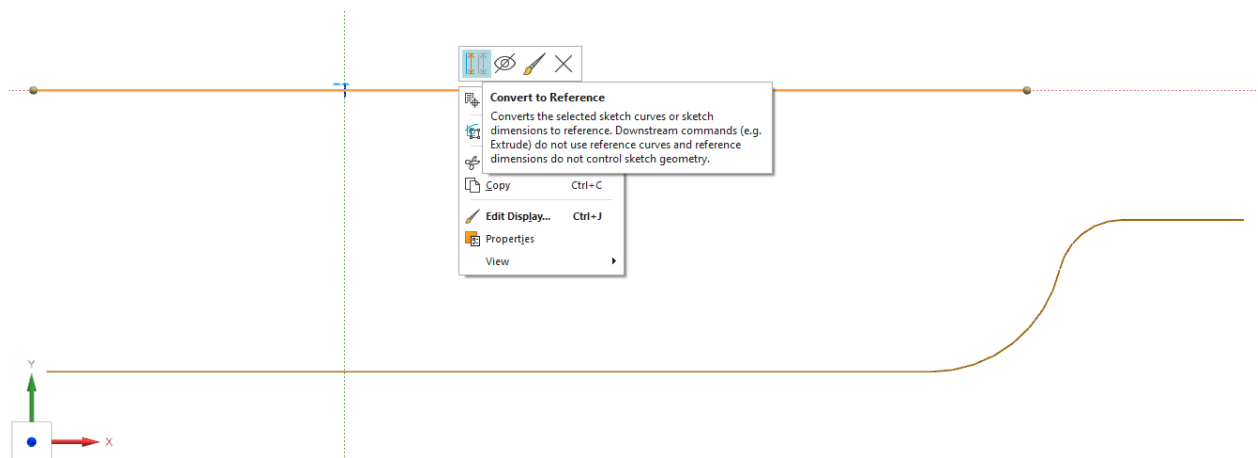 Convert to Reference
Converts the selected sketch curves or sketch
dimensions to reference. Downstream commands (e.g.
Extrude) do not use reference curves and reference
dimensions do not control sketch geometry.
Copy Ctrl+C
Edit Display... Ctrl+J
Properties
View
Y
X